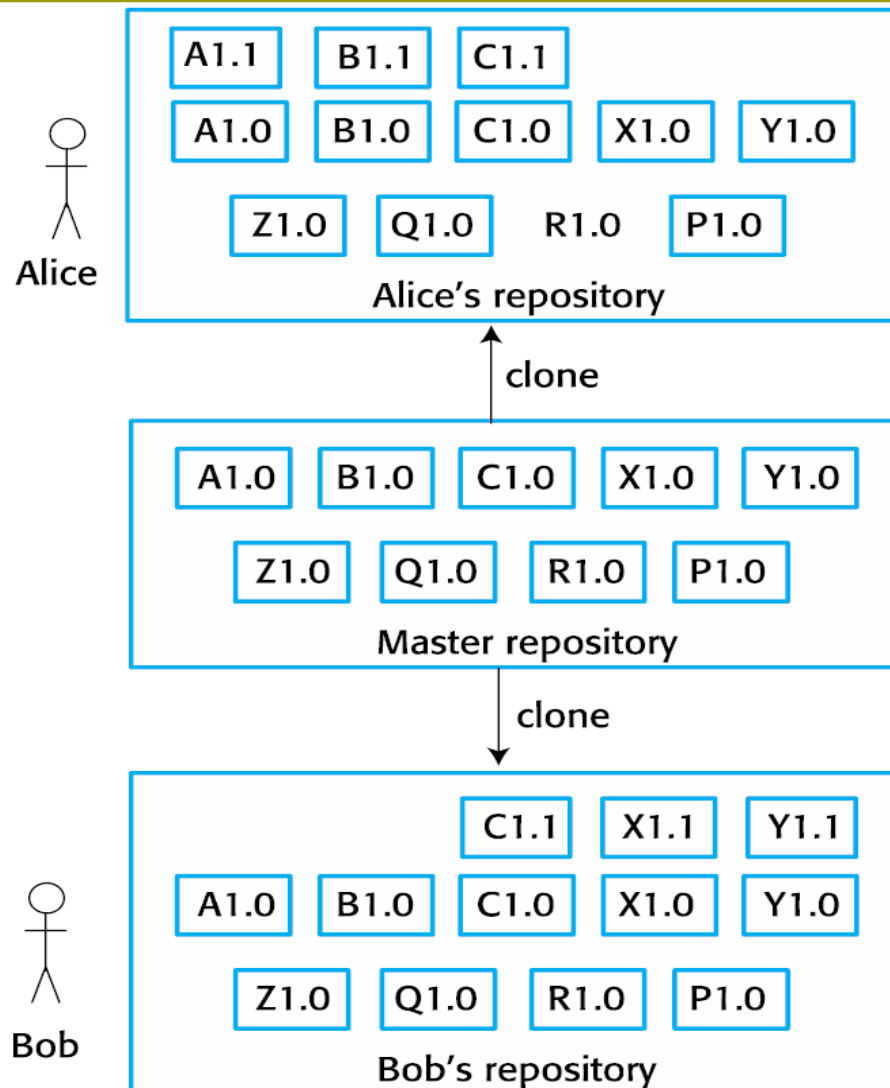 A1.1 B1.1 C1.1
A1.0 B1.0 C1.0 X1.0 Y1.0
Z1.0 Q1.0 R1.0 P1.0
Alice
Alice's repository
clone
A1.0 B1.0 C1.0 X1.0 Y1.0
Z1.0 Q1.0 R1.0 P1.0
Master repository
clone
C1.1 X1.1 Y1.1
A1.0 B1.0 C1.0 X1.0 Y1.0
Z1.0 Q1.0 R1.0 P1.0
Bob
Bob's repository